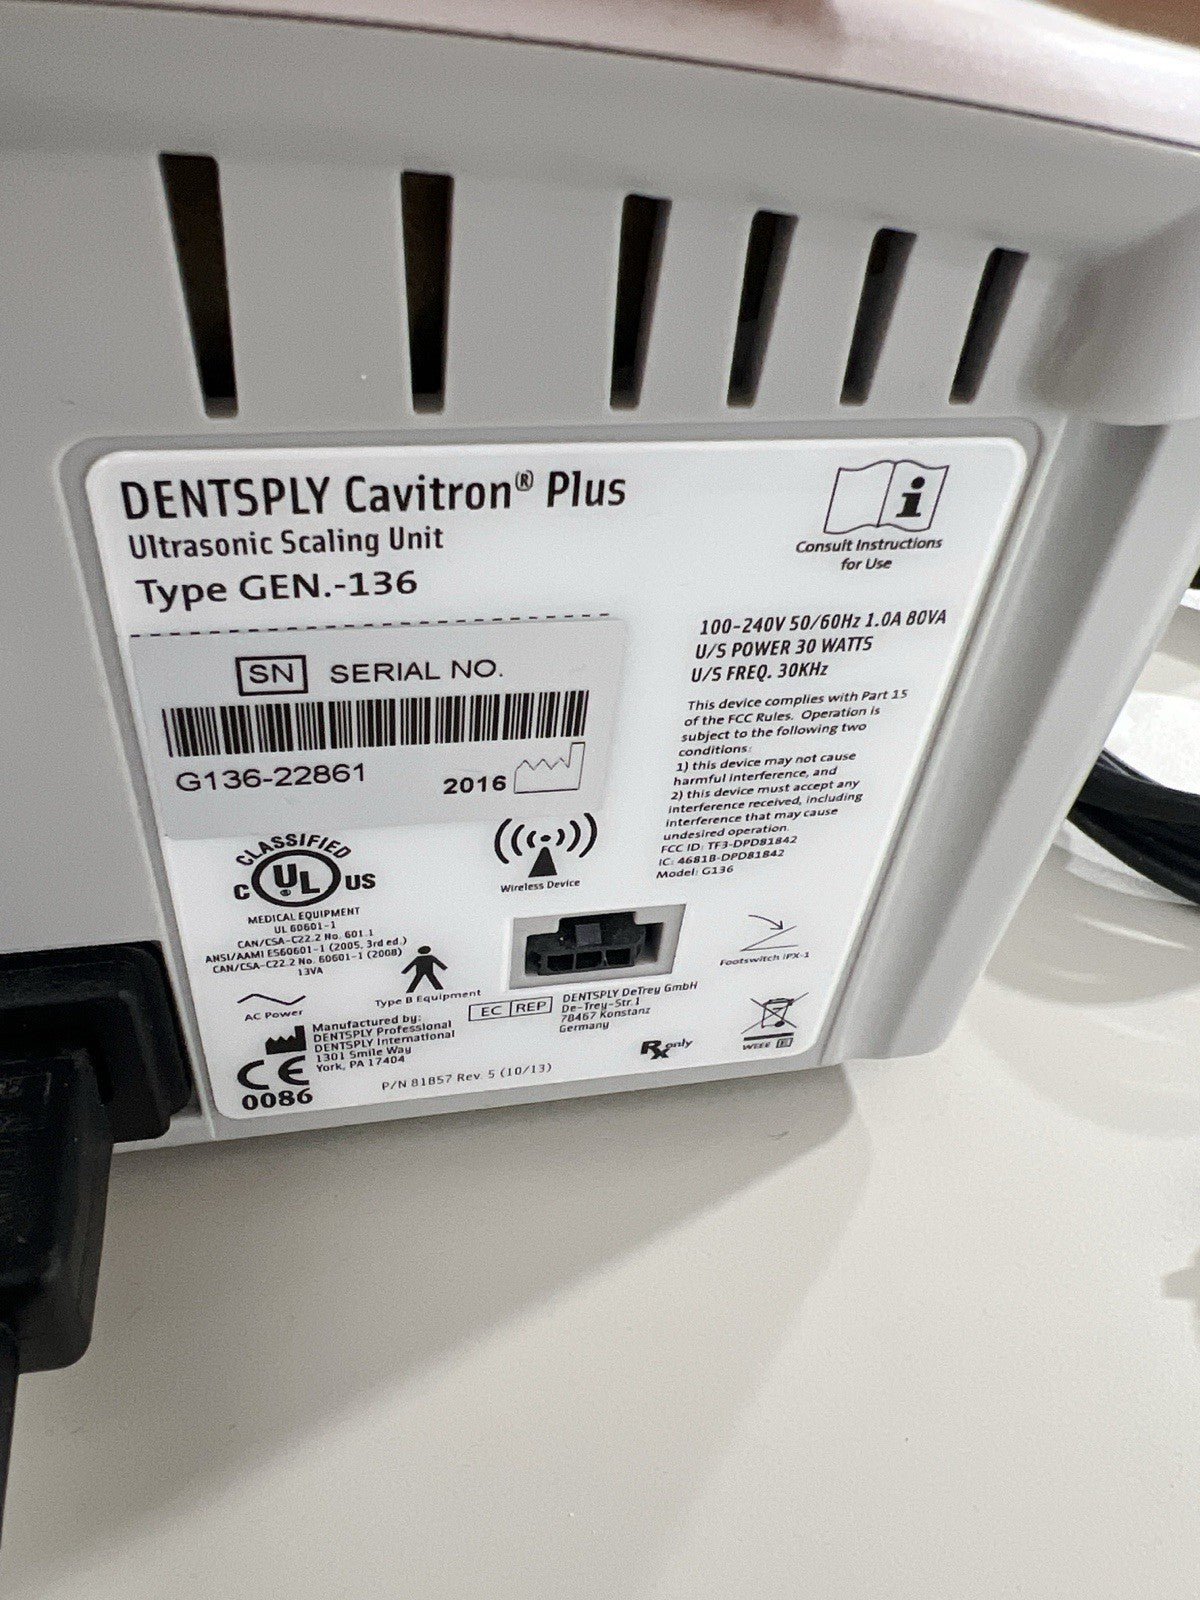 DENTSPLY Cavitron® Plus
Ultrasonic Scaling Unit
Type GEN.-136
Consult Instructions
for Use
SN SERIAL NO.
G136-22861
2016
100-240V 50/60Hz 1.0A 80VA
U/S POWER 30 WATTS
U/S FREQ. 30KHz
This device complies with Part 15
of the FCC Rules. Operation is
subject to the following two
conditions:
1) this device may not cause
harmful interference, and
2) this device must accept any
interference received, including
interference that may cause
undesired operation.
FCC ID: TF3-DPD81842
IC: 4681B-DPD81842
Model: G136
CLASSIFIED
C UL® US
MEDICAL EQUIPMENT
UL 60601-1
CAN/CSA-C22.2 No. 601.1
ANSI/AAMI ES60601-1 (2005, 3rd ed.)
CAN/CSA-C22.2 No. 60601-1 (2008)
13VA
Wireless Device
Footswitch IPX-1
AC Power
Type B Equipment
EC REP
DENTSPLY DeTrey GmbH
De-Trey-Str.1
78467 Konstanz
Germany
Manufactured by:
DENTSPLY Professional
DENTSPLY International
1301 Smile Way
York, PA 17404
CE
0086
P/N 81857 Rev. 5 (10/13)
Rx only
WEEE